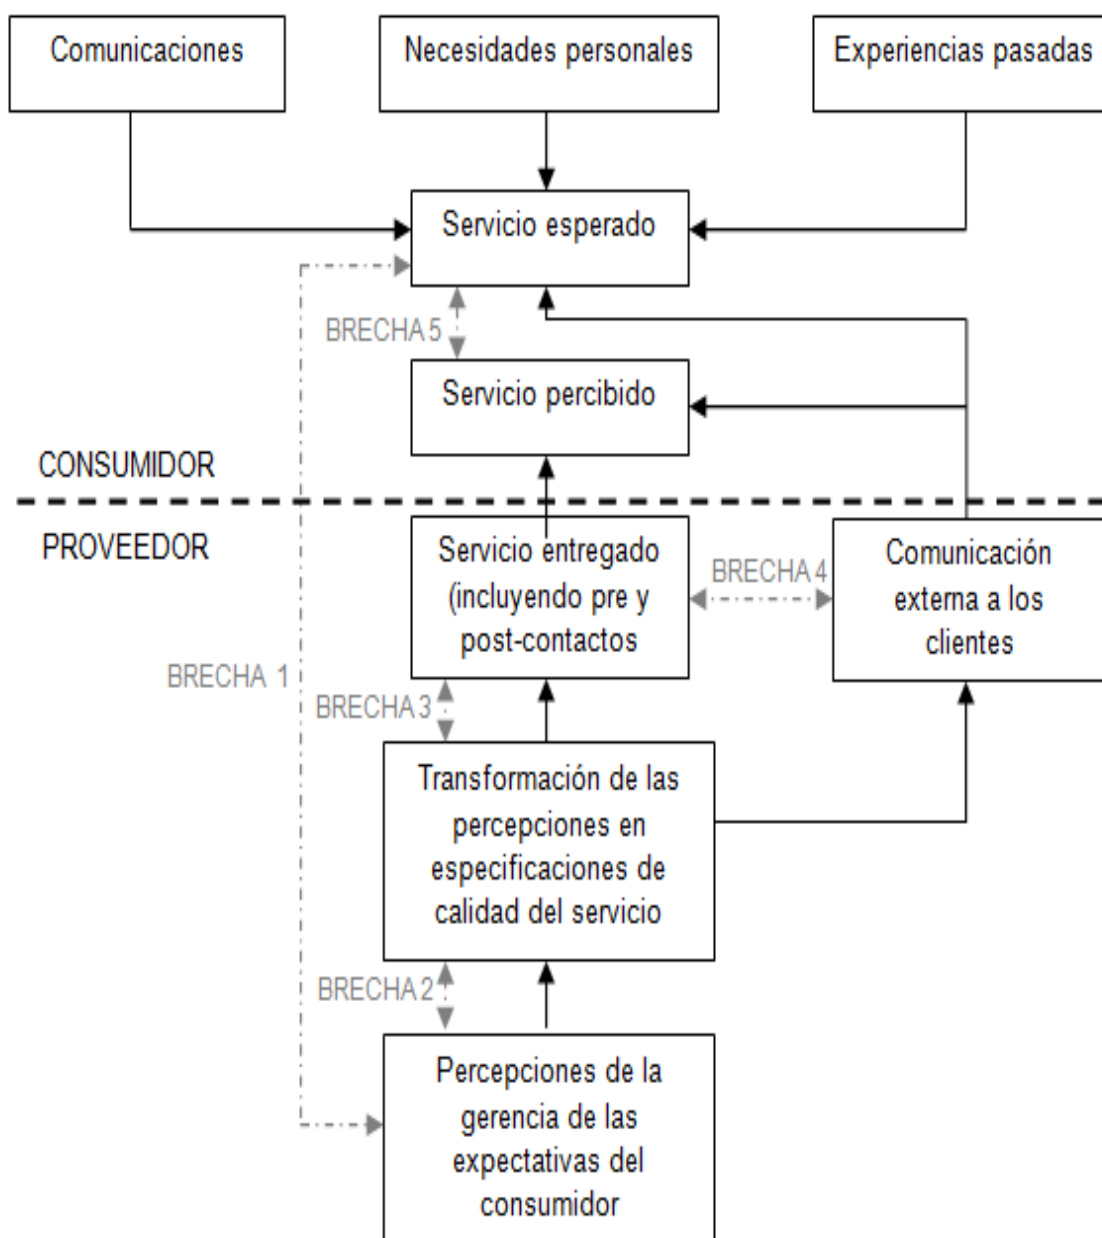 Comunicaciones
Necesidades personales
Experiencias pasadas
Servicio esperado
BRECHA 5
Servicio percibido
CONSUMIDOR
PROVEEDOR
Servicio entregado
(incluyendo pre y
post-contactos
BRECHA 4
Comunicación
externa a los
clientes
BRECHA 1
BRECHA 3
Transformación de las
percepciones en
especificaciones de
calidad del servicio
BRECHA 2
Percepciones de la
gerencia de las
expectativas del
consumidor